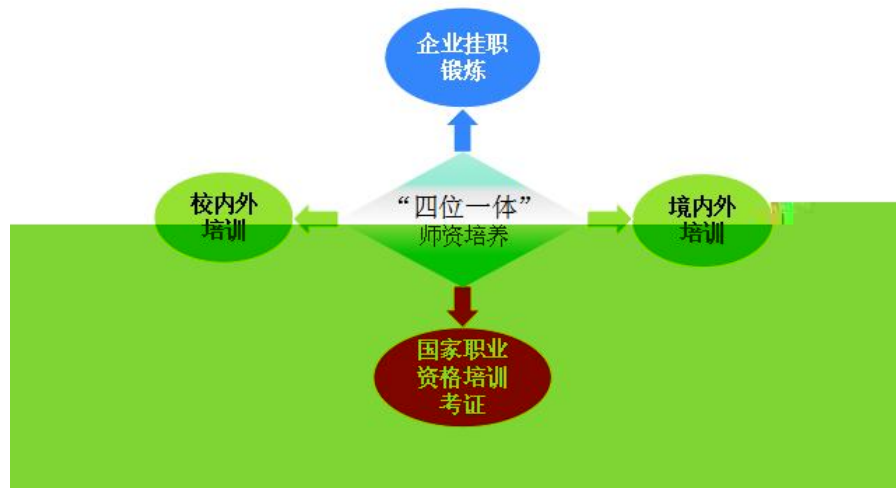 企业挂职
锻炼
校内外
培训
“四位一体”
师资培养
境内外
培训
国家职业
资格培训
考证